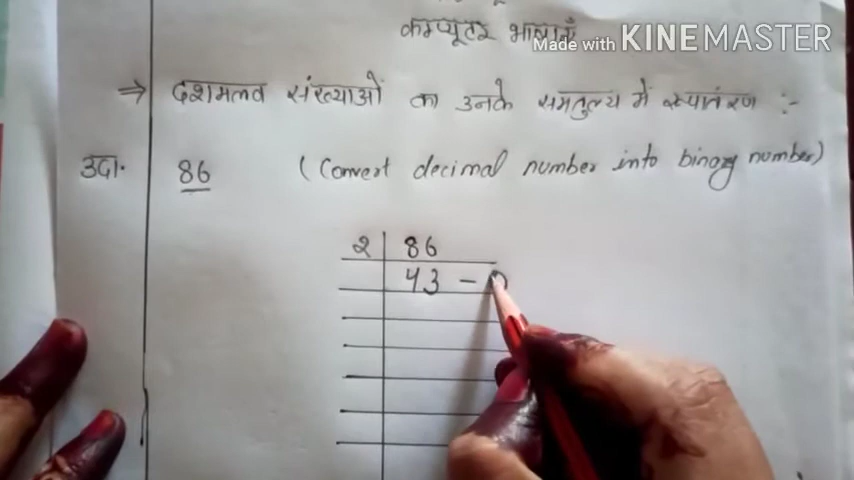 कम्प्यूटर भाषाएँ
Made with KINEMASTER
⇒ दशमलव संख्याओं का उनके समतुल्य में रूपांतरण :-
उदा. 86 (Convert decimal number into binary number)
२ 86
43 - 0